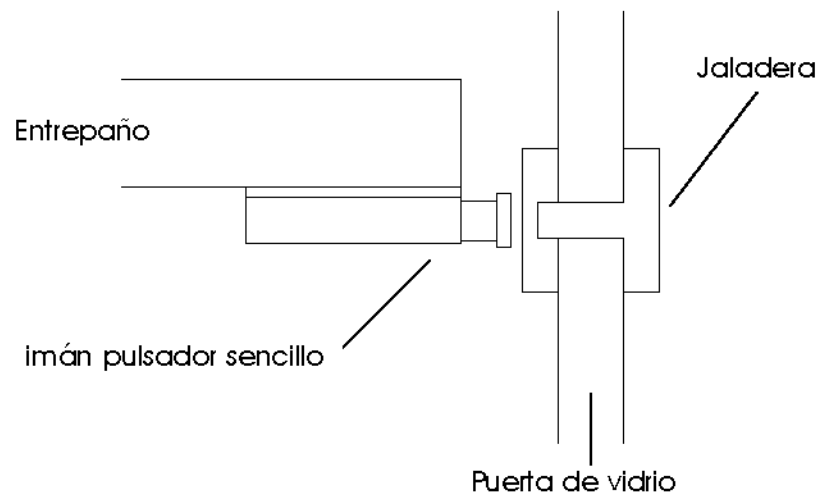 Jaladera
Entrepaño
imán pulsador sencillo
Puerta de vidrio